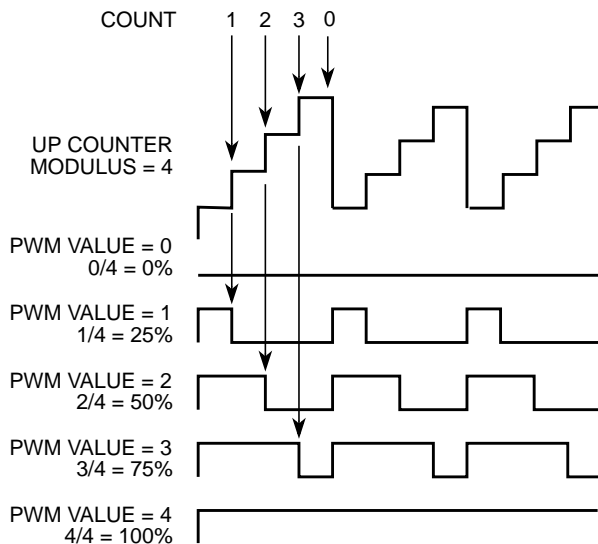 COUNT 1 2 3 0
UP COUNTER
MODULUS = 4
PWM VALUE = 0
0/4 = 0%
PWM VALUE = 1
1/4 = 25%
PWM VALUE = 2
2/4 = 50%
PWM VALUE = 3
3/4 = 75%
PWM VALUE = 4
4/4 = 100%